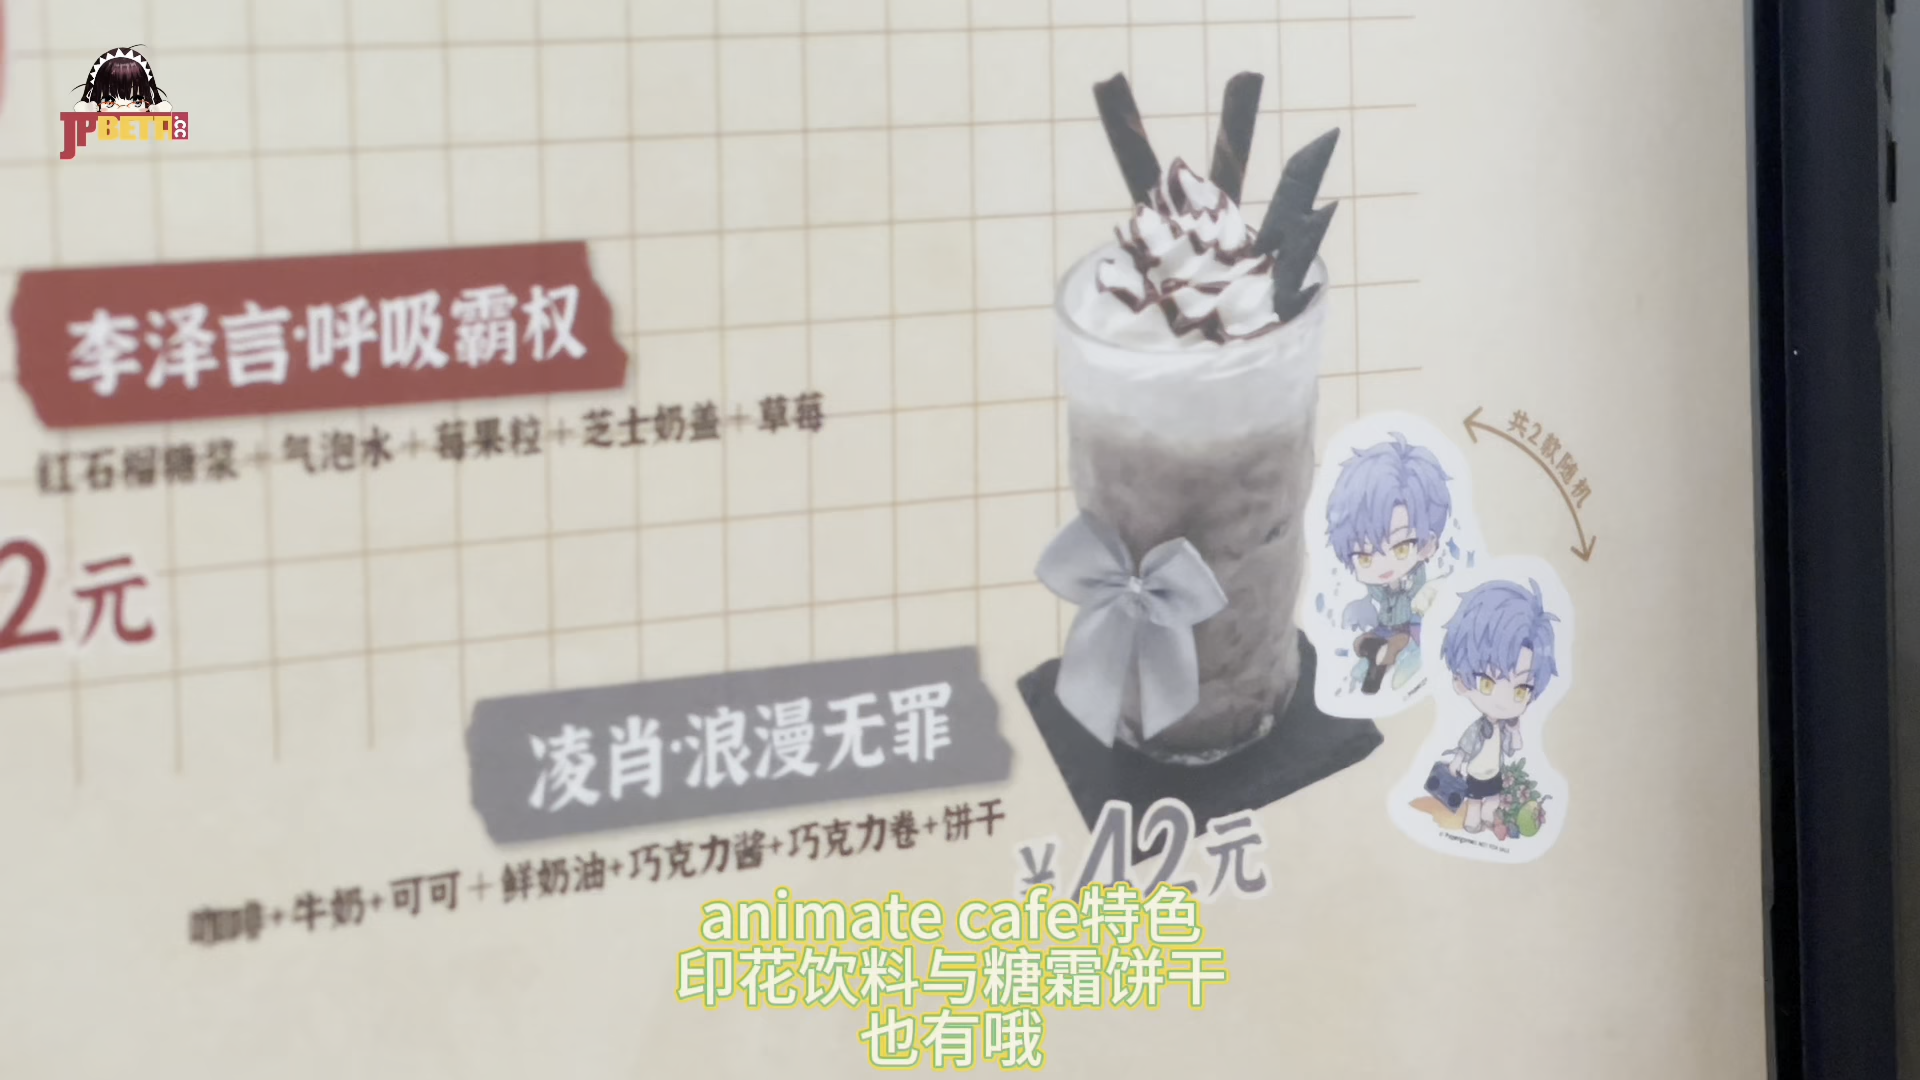 JPBETA.CC
李泽言·呼吸霸权
红石榴糖浆+气泡水+莓果粒+芝士奶盖+草莓
2元
共2款随机
凌肖·浪漫无罪
咖啡+牛奶+可可+鲜奶油+巧克力酱+巧克力卷+饼干
¥42元
animate cafe特色
印花饮料与糖霜饼干
也有哦